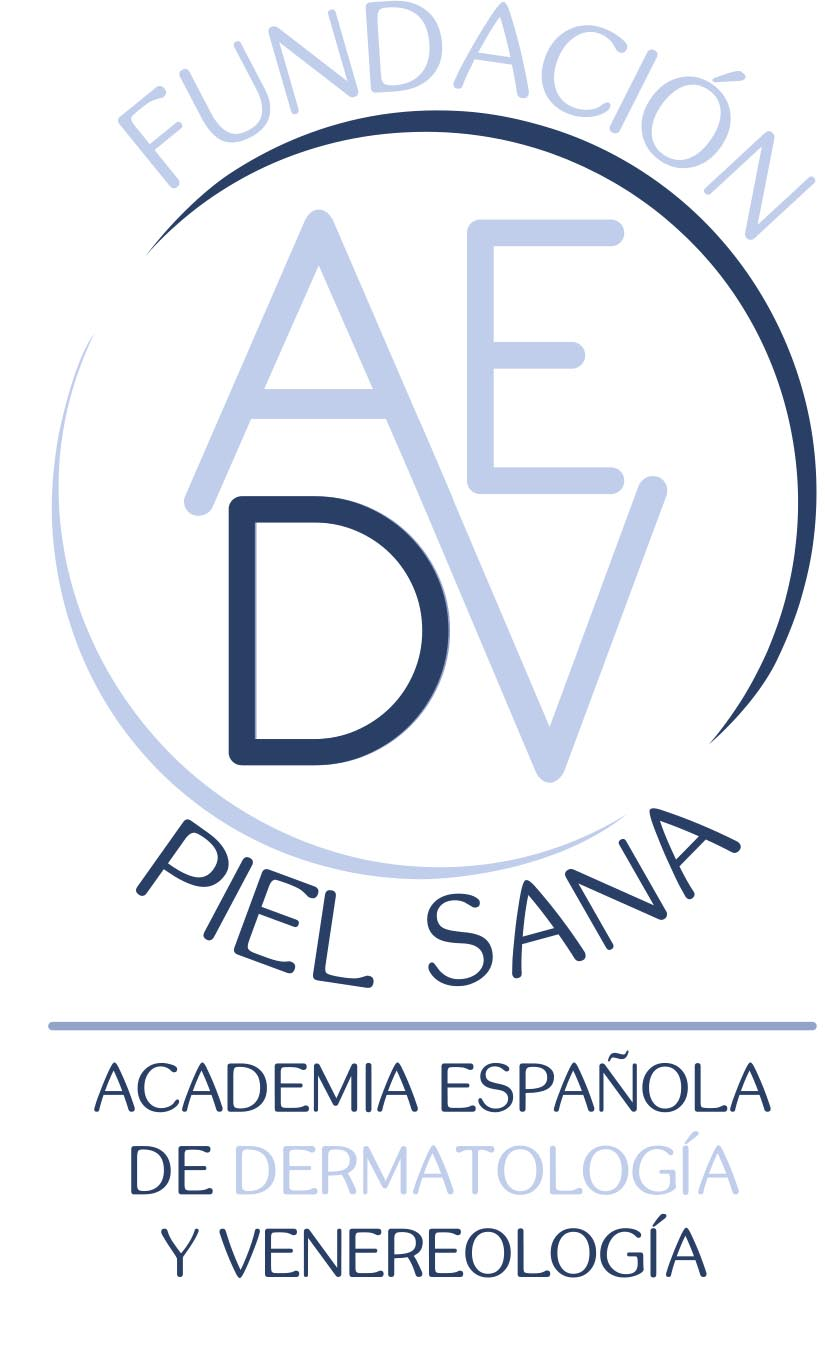 FUNDACIÓN
AE
DV
PIEL SANA
ACADEMIA ESPAÑOLA
DE DERMATOLOGÍA
Y VENEREOLOGÍA